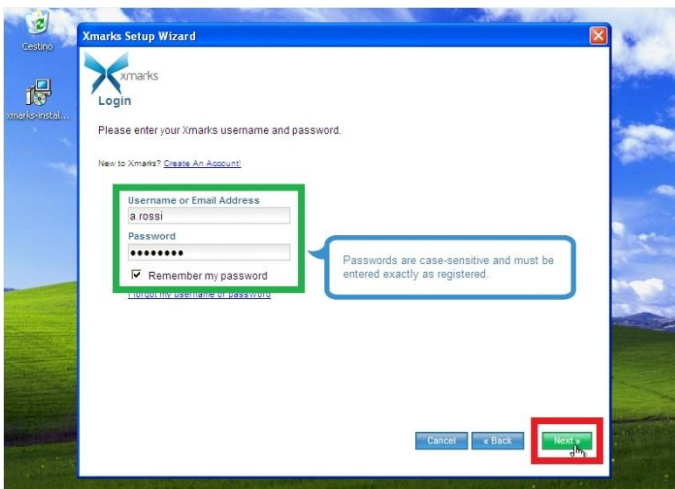 Cestino
xmarks-instal...
Xmarks Setup Wizard
xmarks
Login
Please enter your Xmarks username and password.
New to Xmarks? Create An Account!
Username or Email Address
a.rossi
Password
●●●●●●●●
Remember my password
I forgot my username or password
Passwords are case-sensitive and must be
entered exactly as registered.
Cancel
« Back
Next »